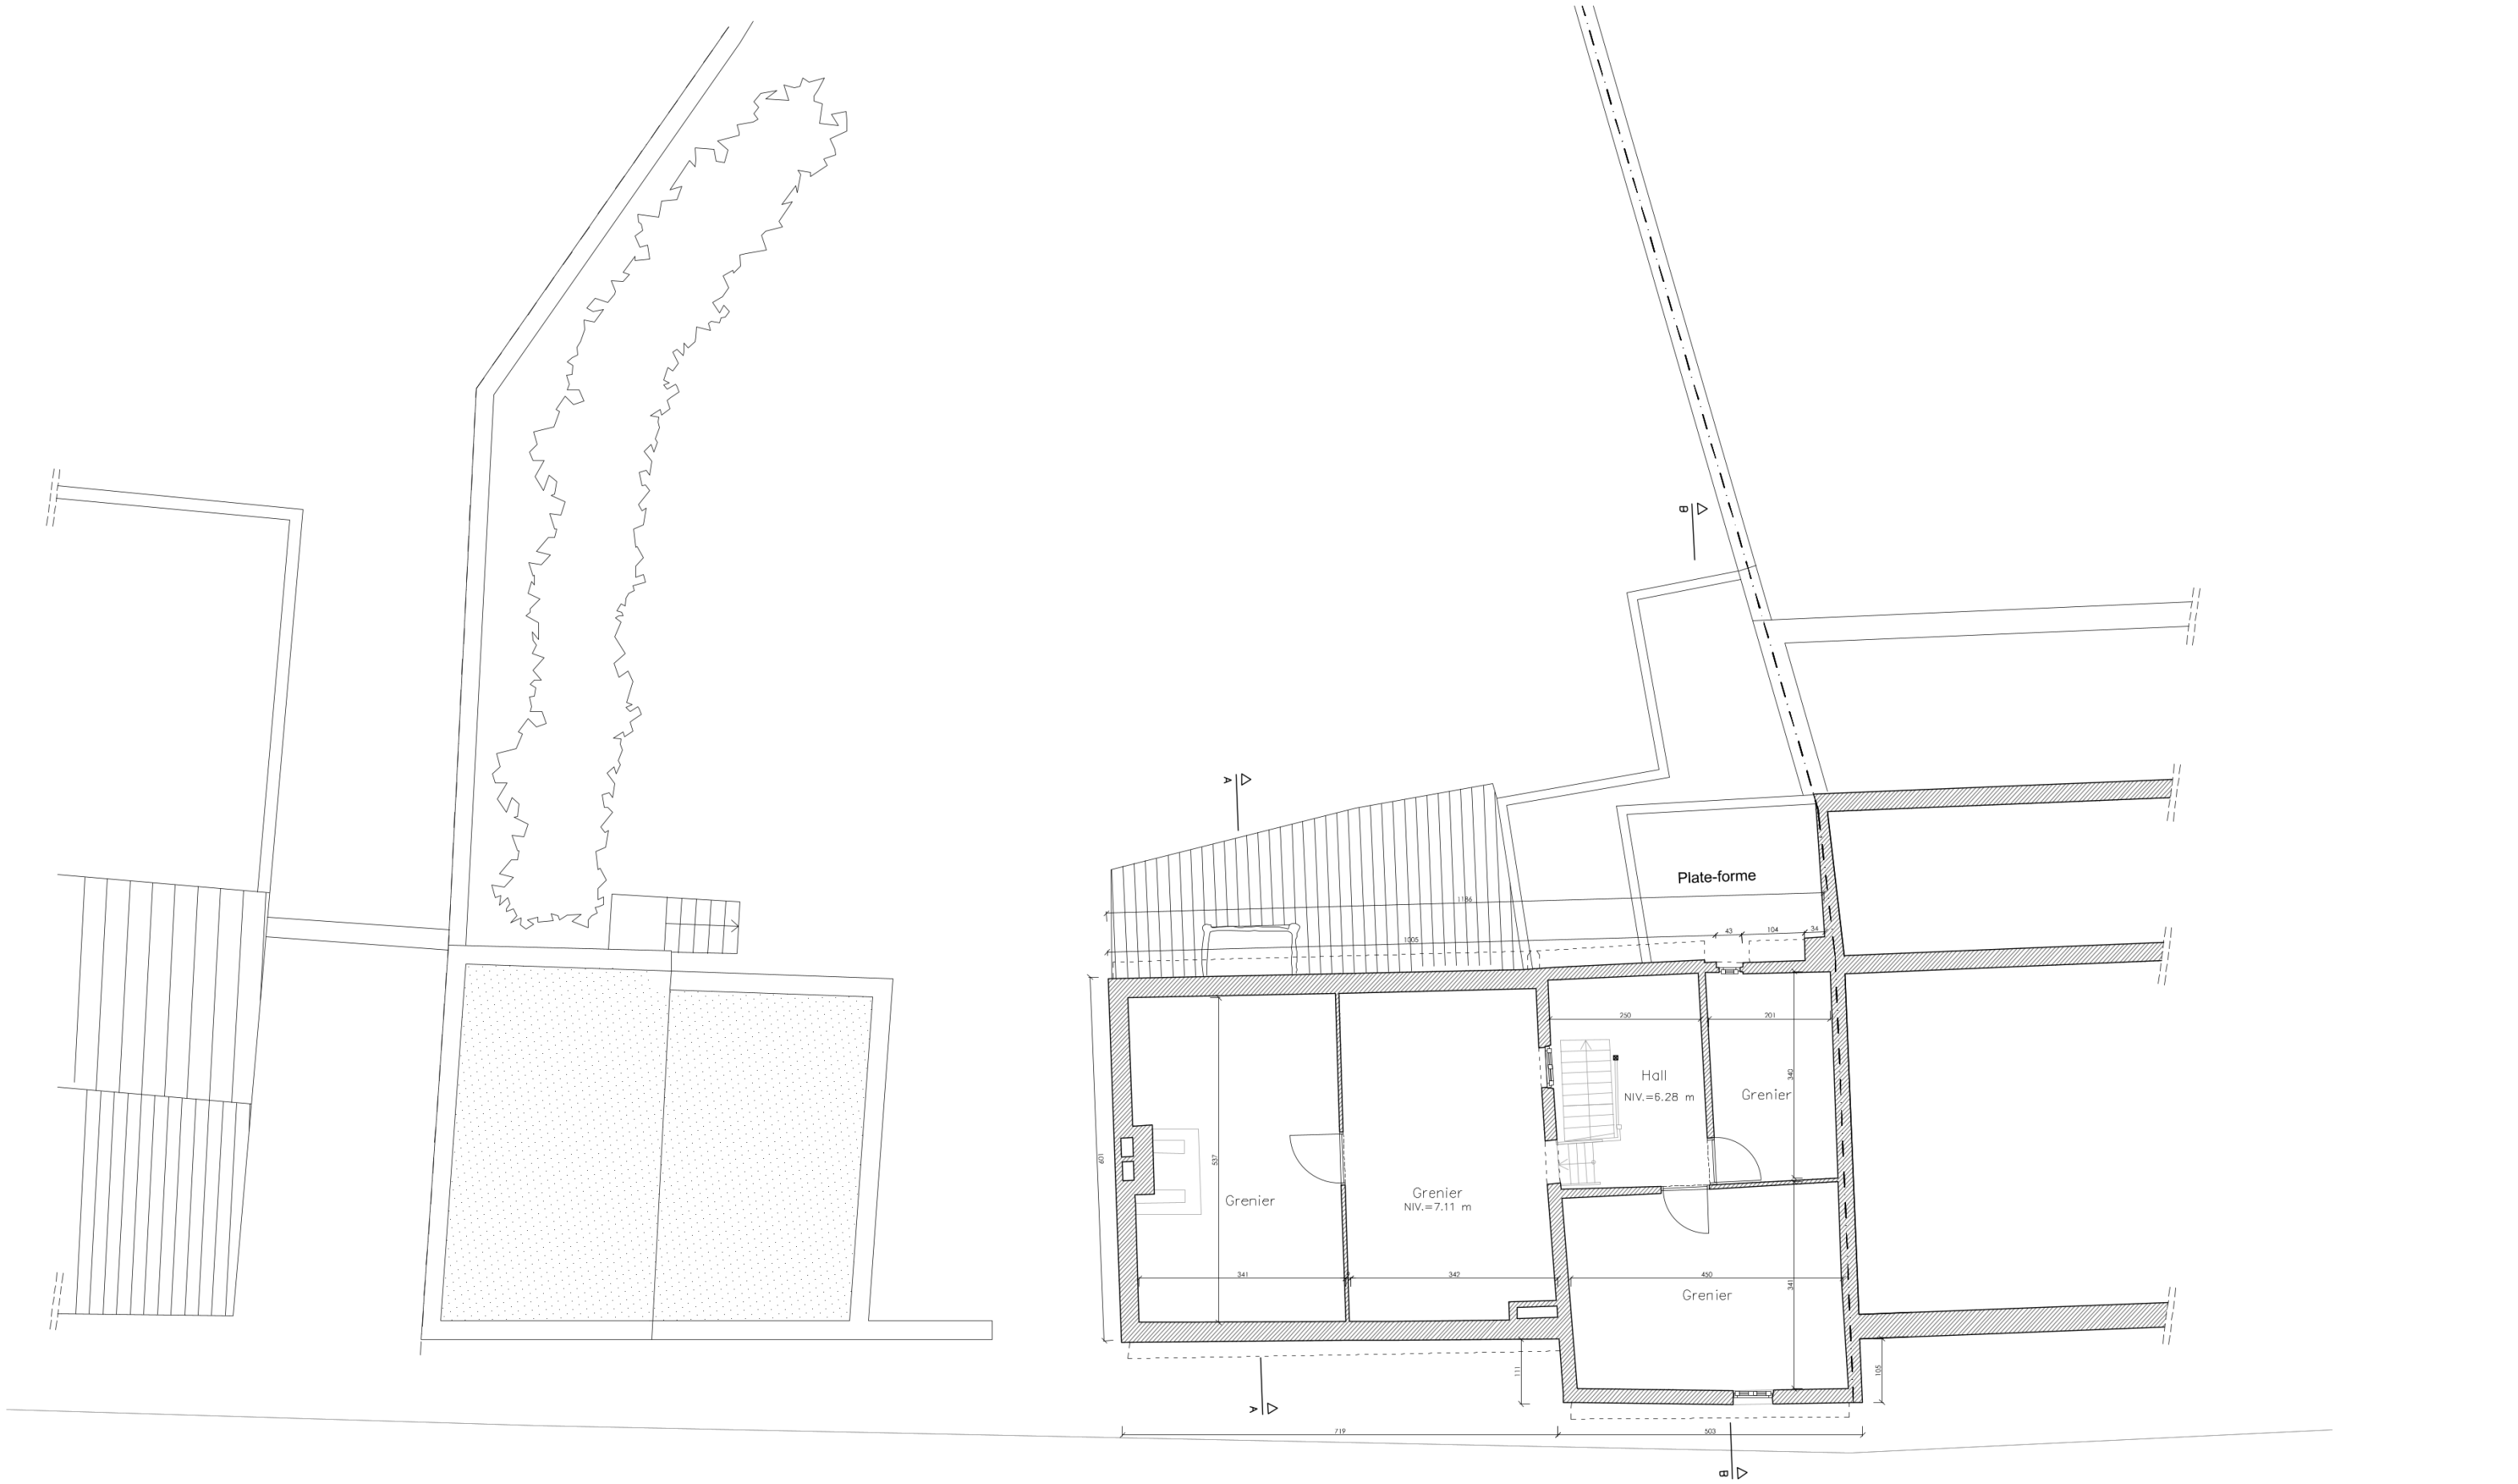 B
A
Plate-forme
1186
1005
43
104
34
250
201
Hall
NIV.=6.28 m
340
Grenier
601
537
Grenier
Grenier
NIV.=7.11 m
341
342
450
341
Grenier
111
105
A
719
503
B